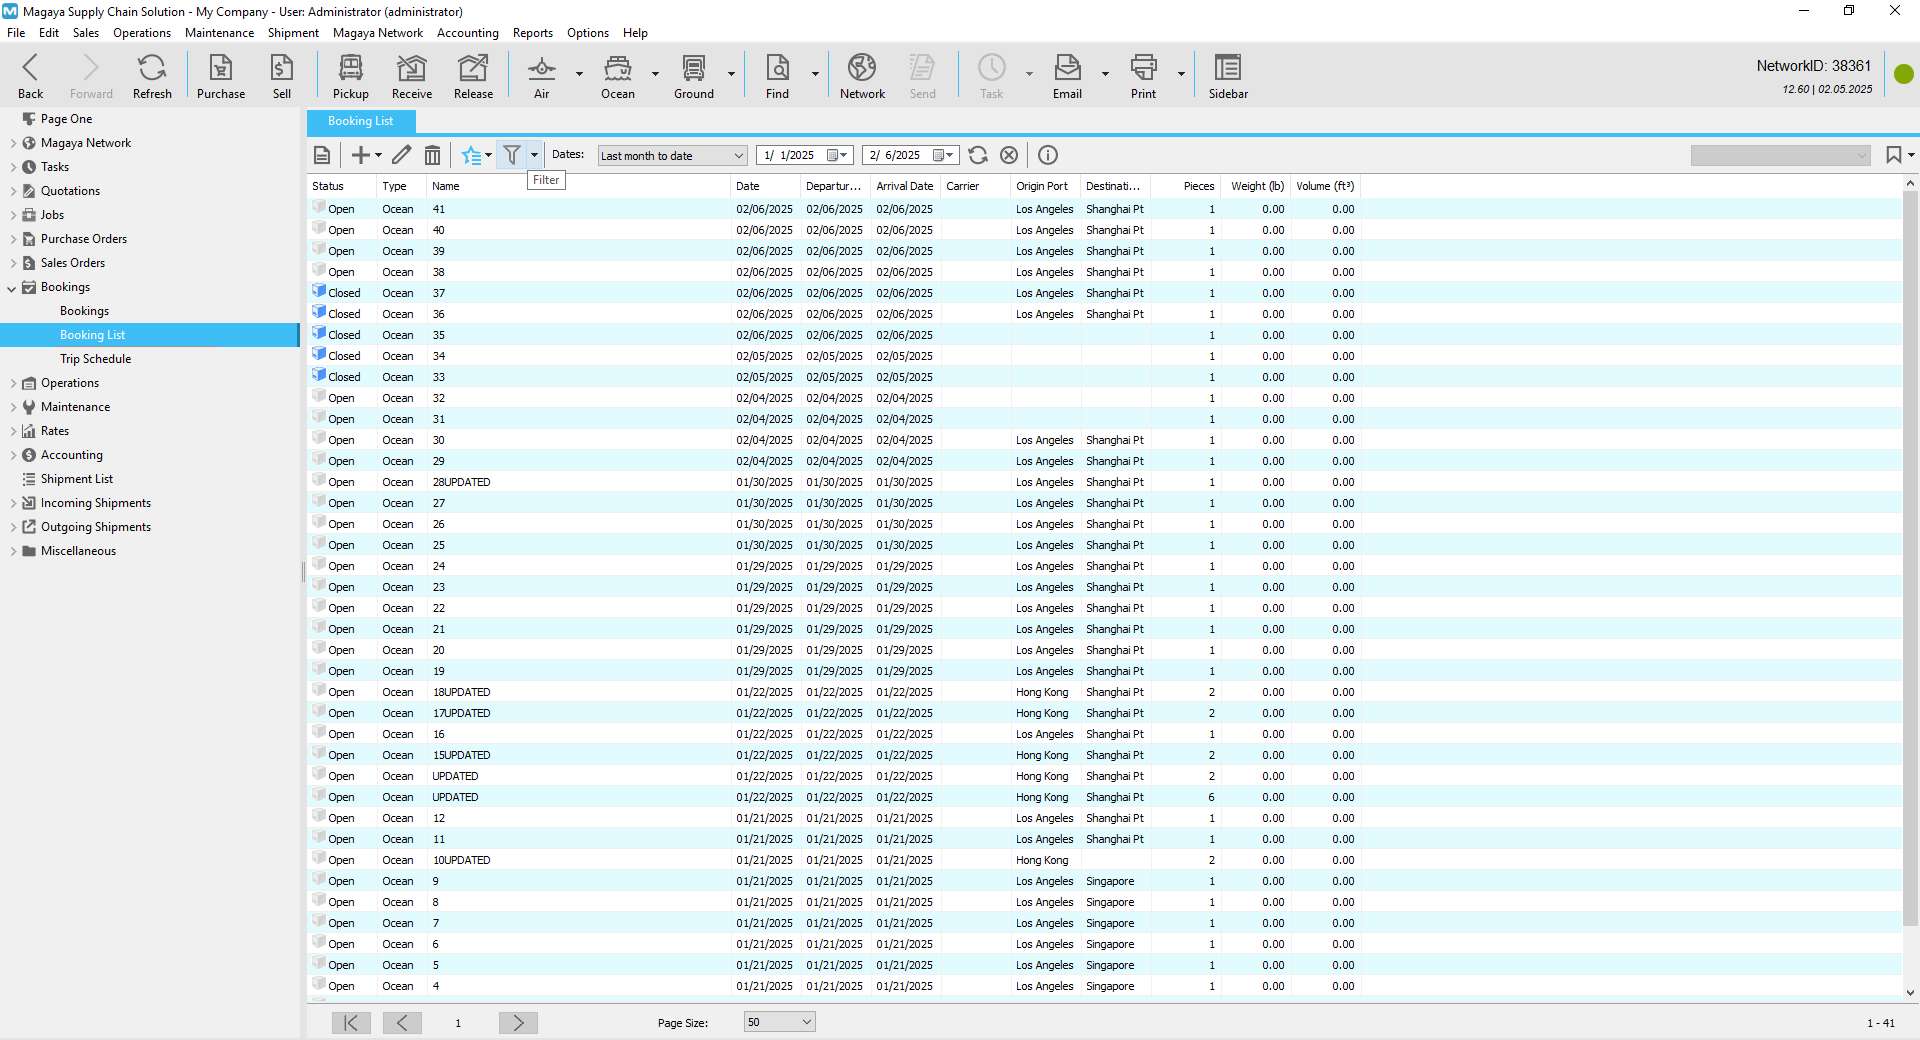 Magaya Supply Chain Solution - My Company - User: Administrator (administrator)
File Edit Sales Operations Maintenance Shipment Magaya Network Accounting Reports Options Help
Back Forward Refresh Purchase Sell Pickup Receive Release Air Ocean Ground Find Network Send Task Email Print Sidebar
NetworkID: 38361
12.60 | 02.05.2025
Page One
Magaya Network
Tasks
Quotations
Jobs
Purchase Orders
Sales Orders
Bookings
Bookings
Booking List
Trip Schedule
Operations
Maintenance
Rates
Accounting
Shipment List
Incoming Shipments
Outgoing Shipments
Miscellaneous
Booking List
Dates: Last month to date 1/ 1/2025 2/ 6/2025
Filter
Status Type Name Date Departur... Arrival Date Carrier Origin Port Destinati... Pieces Weight (lb) Volume (ft³)
Open Ocean 41 02/06/2025 02/06/2025 02/06/2025 Los Angeles Shanghai Pt 1 0.00 0.00
Open Ocean 40 02/06/2025 02/06/2025 02/06/2025 Los Angeles Shanghai Pt 1 0.00 0.00
Open Ocean 39 02/06/2025 02/06/2025 02/06/2025 Los Angeles Shanghai Pt 1 0.00 0.00
Open Ocean 38 02/06/2025 02/06/2025 02/06/2025 Los Angeles Shanghai Pt 1 0.00 0.00
Closed Ocean 37 02/06/2025 02/06/2025 02/06/2025 Los Angeles Shanghai Pt 1 0.00 0.00
Closed Ocean 36 02/06/2025 02/06/2025 02/06/2025 Los Angeles Shanghai Pt 1 0.00 0.00
Closed Ocean 35 02/06/2025 02/06/2025 02/06/2025 1 0.00 0.00
Closed Ocean 34 02/05/2025 02/05/2025 02/05/2025 1 0.00 0.00
Closed Ocean 33 02/05/2025 02/05/2025 02/05/2025 1 0.00 0.00
Open Ocean 32 02/04/2025 02/04/2025 02/04/2025 1 0.00 0.00
Open Ocean 31 02/04/2025 02/04/2025 02/04/2025 1 0.00 0.00
Open Ocean 30 02/04/2025 02/04/2025 02/04/2025 Los Angeles Shanghai Pt 1 0.00 0.00
Open Ocean 29 02/04/2025 02/04/2025 02/04/2025 Los Angeles Shanghai Pt 1 0.00 0.00
Open Ocean 28UPDATED 01/30/2025 01/30/2025 01/30/2025 Los Angeles Shanghai Pt 1 0.00 0.00
Open Ocean 27 01/30/2025 01/30/2025 01/30/2025 Los Angeles Shanghai Pt 1 0.00 0.00
Open Ocean 26 01/30/2025 01/30/2025 01/30/2025 Los Angeles Shanghai Pt 1 0.00 0.00
Open Ocean 25 01/30/2025 01/30/2025 01/30/2025 Los Angeles Shanghai Pt 1 0.00 0.00
Open Ocean 24 01/29/2025 01/29/2025 01/29/2025 Los Angeles Shanghai Pt 1 0.00 0.00
Open Ocean 23 01/29/2025 01/29/2025 01/29/2025 Los Angeles Shanghai Pt 1 0.00 0.00
Open Ocean 22 01/29/2025 01/29/2025 01/29/2025 Los Angeles Shanghai Pt 1 0.00 0.00
Open Ocean 21 01/29/2025 01/29/2025 01/29/2025 Los Angeles Shanghai Pt 1 0.00 0.00
Open Ocean 20 01/29/2025 01/29/2025 01/29/2025 Los Angeles Shanghai Pt 1 0.00 0.00
Open Ocean 19 01/29/2025 01/29/2025 01/29/2025 Los Angeles Shanghai Pt 1 0.00 0.00
Open Ocean 18UPDATED 01/22/2025 01/22/2025 01/22/2025 Hong Kong Shanghai Pt 2 0.00 0.00
Open Ocean 17UPDATED 01/22/2025 01/22/2025 01/22/2025 Hong Kong Shanghai Pt 2 0.00 0.00
Open Ocean 16 01/22/2025 01/22/2025 01/22/2025 Los Angeles Shanghai Pt 1 0.00 0.00
Open Ocean 15UPDATED 01/22/2025 01/22/2025 01/22/2025 Hong Kong Shanghai Pt 2 0.00 0.00
Open Ocean UPDATED 01/22/2025 01/22/2025 01/22/2025 Hong Kong Shanghai Pt 2 0.00 0.00
Open Ocean UPDATED 01/22/2025 01/22/2025 01/22/2025 Hong Kong Shanghai Pt 6 0.00 0.00
Open Ocean 12 01/21/2025 01/21/2025 01/21/2025 Los Angeles Shanghai Pt 1 0.00 0.00
Open Ocean 11 01/21/2025 01/21/2025 01/21/2025 Los Angeles Shanghai Pt 1 0.00 0.00
Open Ocean 10UPDATED 01/21/2025 01/21/2025 01/21/2025 Hong Kong 2 0.00 0.00
Open Ocean 9 01/21/2025 01/21/2025 01/21/2025 Los Angeles Singapore 1 0.00 0.00
Open Ocean 8 01/21/2025 01/21/2025 01/21/2025 Los Angeles Singapore 1 0.00 0.00
Open Ocean 7 01/21/2025 01/21/2025 01/21/2025 Los Angeles Singapore 1 0.00 0.00
Open Ocean 6 01/21/2025 01/21/2025 01/21/2025 Los Angeles Singapore 1 0.00 0.00
Open Ocean 5 01/21/2025 01/21/2025 01/21/2025 Los Angeles Singapore 1 0.00 0.00
Open Ocean 4 01/21/2025 01/21/2025 01/21/2025 Los Angeles Singapore 1 0.00 0.00
1 Page Size: 50 1 - 41